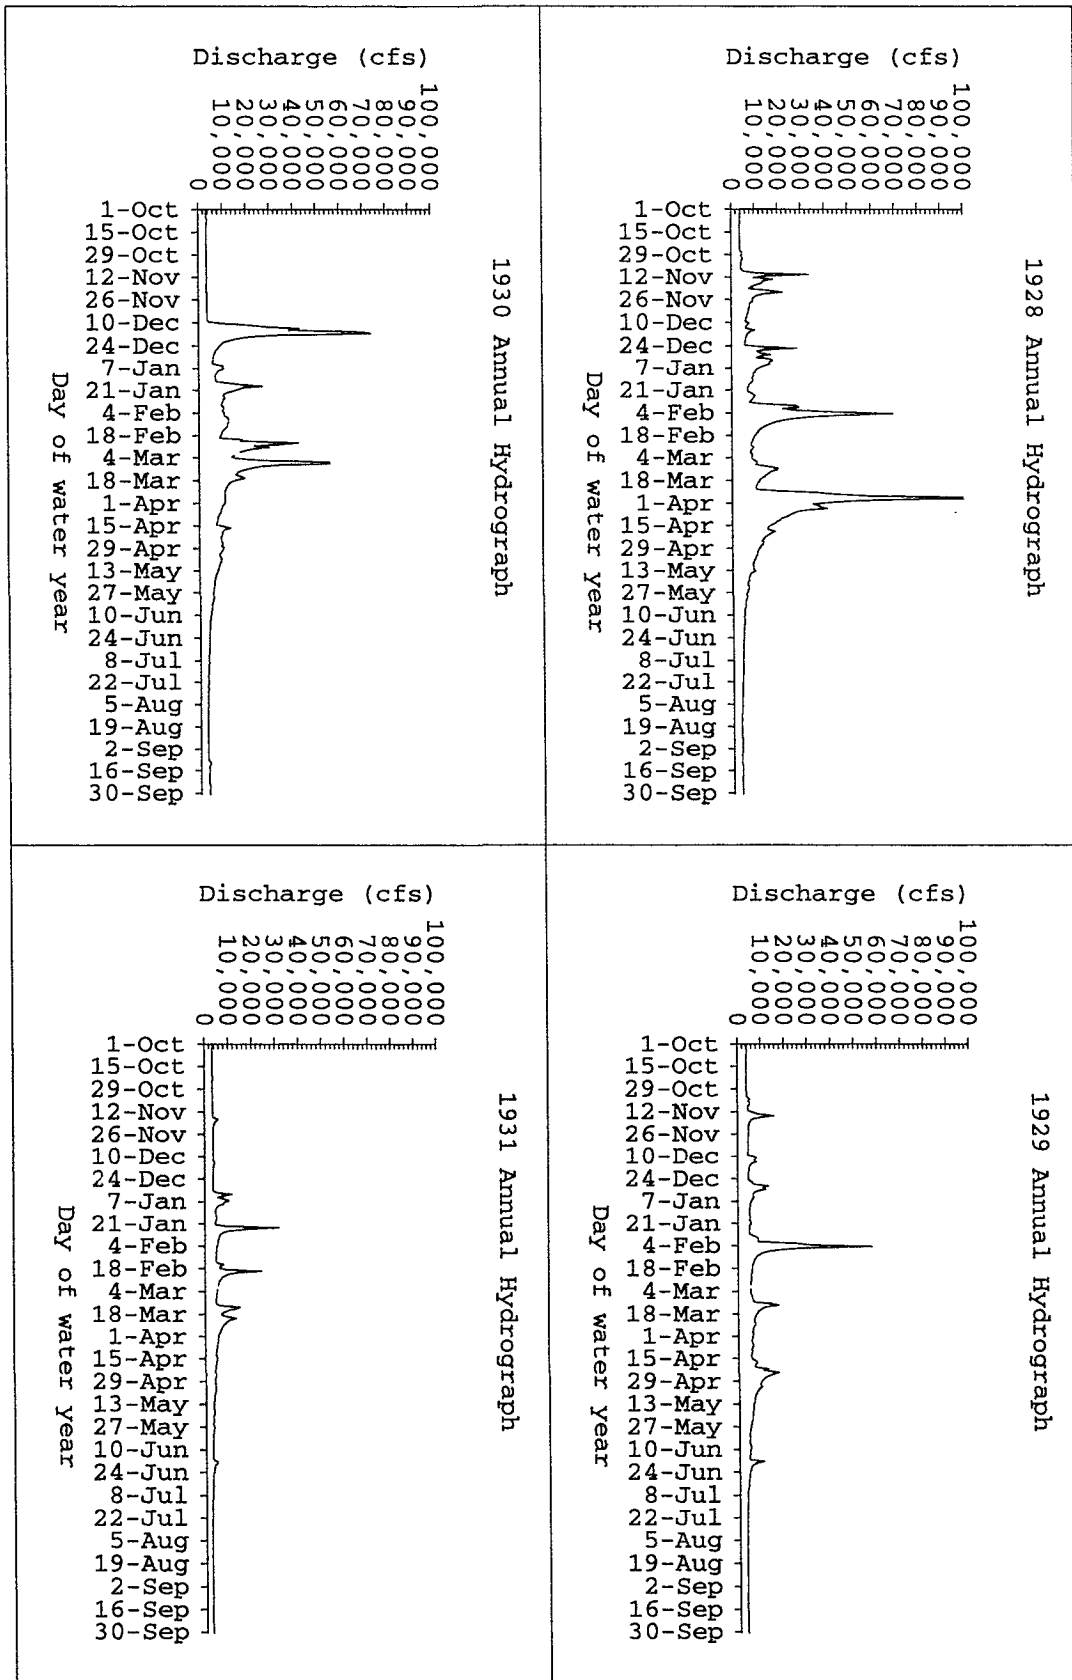 1928 Annual Hydrograph
Discharge (cfs)
100,000
90,000
80,000
70,000
60,000
50,000
40,000
30,000
20,000
10,000
0
1-Oct
15-Oct
29-Oct
12-Nov
26-Nov
10-Dec
24-Dec
7-Jan
21-Jan
4-Feb
18-Feb
4-Mar
18-Mar
1-Apr
15-Apr
29-Apr
13-May
27-May
10-Jun
24-Jun
8-Jul
22-Jul
5-Aug
19-Aug
2-Sep
16-Sep
30-Sep
Day of water year
1929 Annual Hydrograph
Discharge (cfs)
100,000
90,000
80,000
70,000
60,000
50,000
40,000
30,000
20,000
10,000
0
1-Oct
15-Oct
29-Oct
12-Nov
26-Nov
10-Dec
24-Dec
7-Jan
21-Jan
4-Feb
18-Feb
4-Mar
18-Mar
1-Apr
15-Apr
29-Apr
13-May
27-May
10-Jun
24-Jun
8-Jul
22-Jul
5-Aug
19-Aug
2-Sep
16-Sep
30-Sep
Day of water year
1930 Annual Hydrograph
Discharge (cfs)
100,000
90,000
80,000
70,000
60,000
50,000
40,000
30,000
20,000
10,000
0
1-Oct
15-Oct
29-Oct
12-Nov
26-Nov
10-Dec
24-Dec
7-Jan
21-Jan
4-Feb
18-Feb
4-Mar
18-Mar
1-Apr
15-Apr
29-Apr
13-May
27-May
10-Jun
24-Jun
8-Jul
22-Jul
5-Aug
19-Aug
2-Sep
16-Sep
30-Sep
Day of water year
1931 Annual Hydrograph
Discharge (cfs)
100,000
90,000
80,000
70,000
60,000
50,000
40,000
30,000
20,000
10,000
0
1-Oct
15-Oct
29-Oct
12-Nov
26-Nov
10-Dec
24-Dec
7-Jan
21-Jan
4-Feb
18-Feb
4-Mar
18-Mar
1-Apr
15-Apr
29-Apr
13-May
27-May
10-Jun
24-Jun
8-Jul
22-Jul
5-Aug
19-Aug
2-Sep
16-Sep
30-Sep
Day of water year